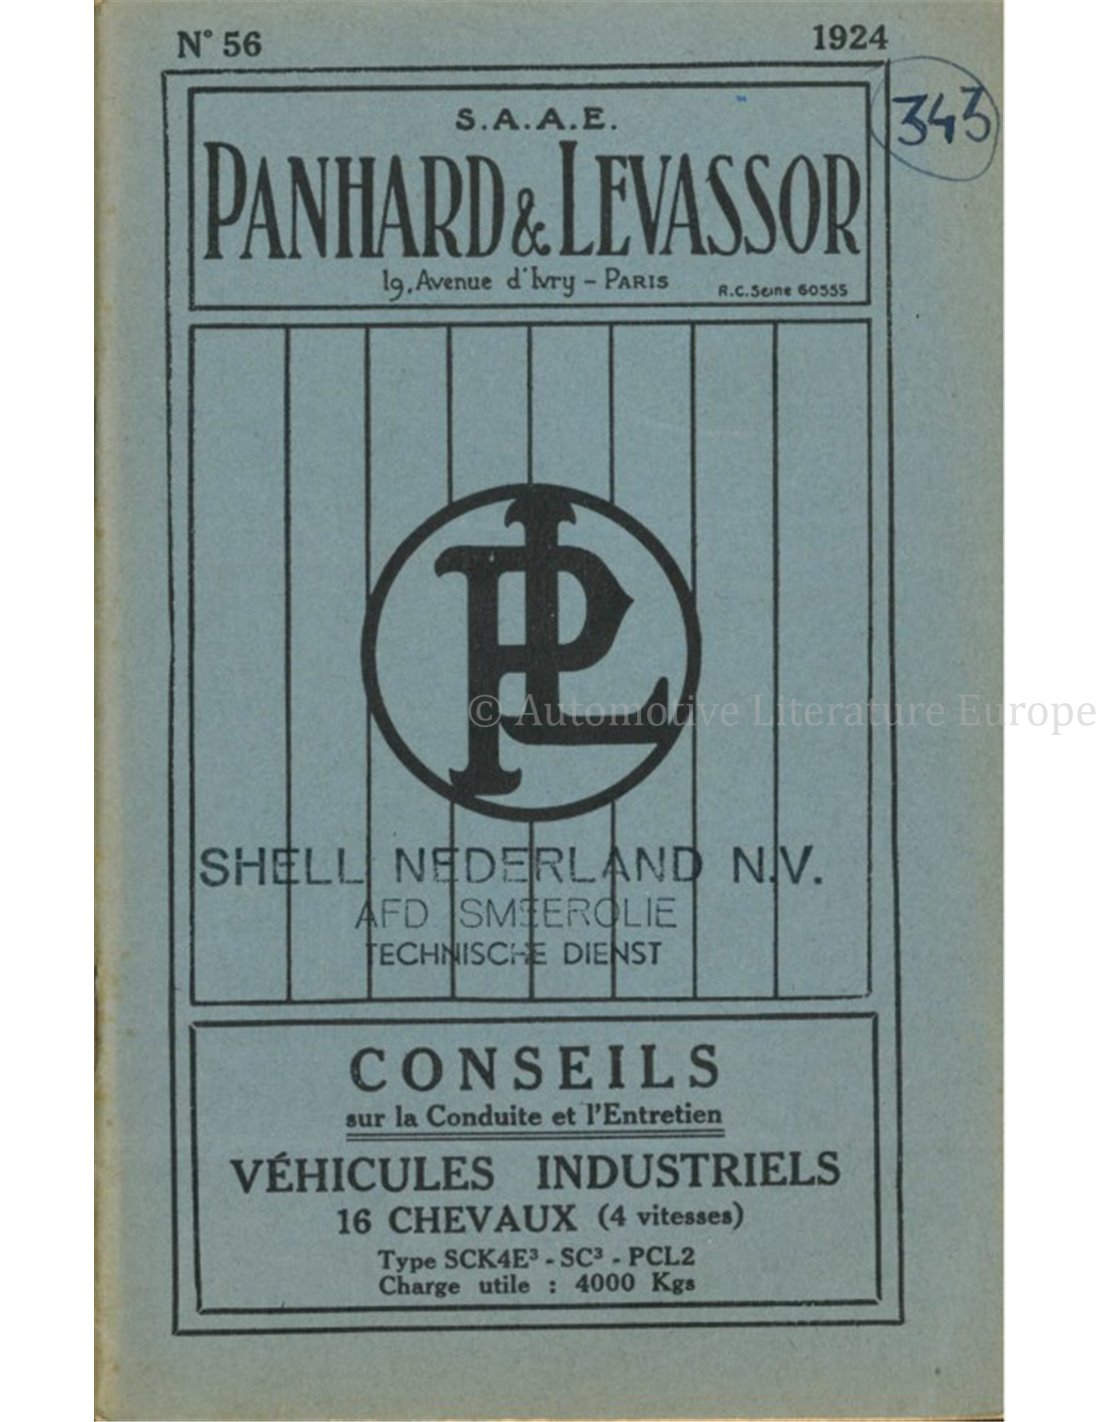 N° 56
1924
343
S.A.A.E.
PANHARD & LEVASSOR
19, Avenue d'Ivry – PARIS
R.C. Seine 60555
PL
© Automotive Literature Europe
SHELL NEDERLAND N.V.
AFD SMEEROLIE
TECHNISCHE DIENST
CONSEILS
sur la Conduite et l'Entretien
VÉHICULES INDUSTRIELS
16 CHEVAUX (4 vitesses)
Type SCK4E³ - SC³ - PCL2
Charge utile : 4000 Kgs